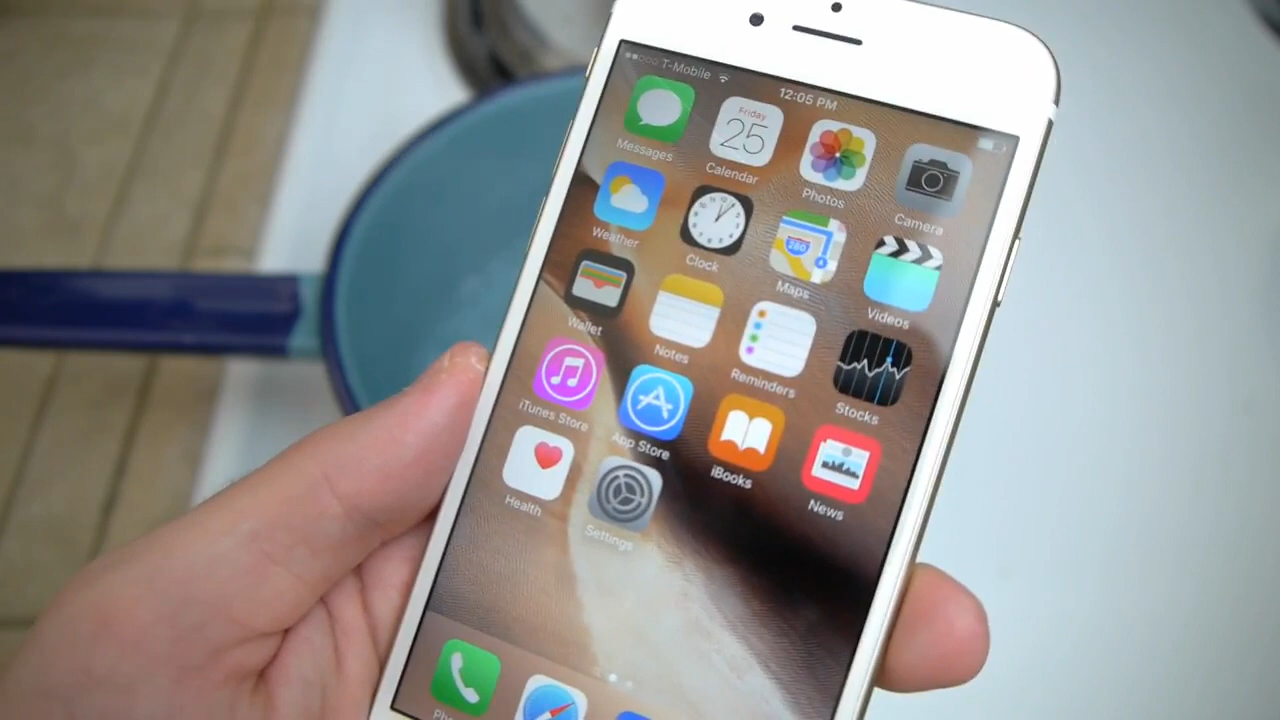 T-Mobile
12:05 PM
Messages
Friday
25
Calendar
Photos
Camera
Weather
Clock
280
Maps
Videos
Wallet
Notes
Reminders
Stocks
iTunes Store
App Store
iBooks
News
Health
Settings